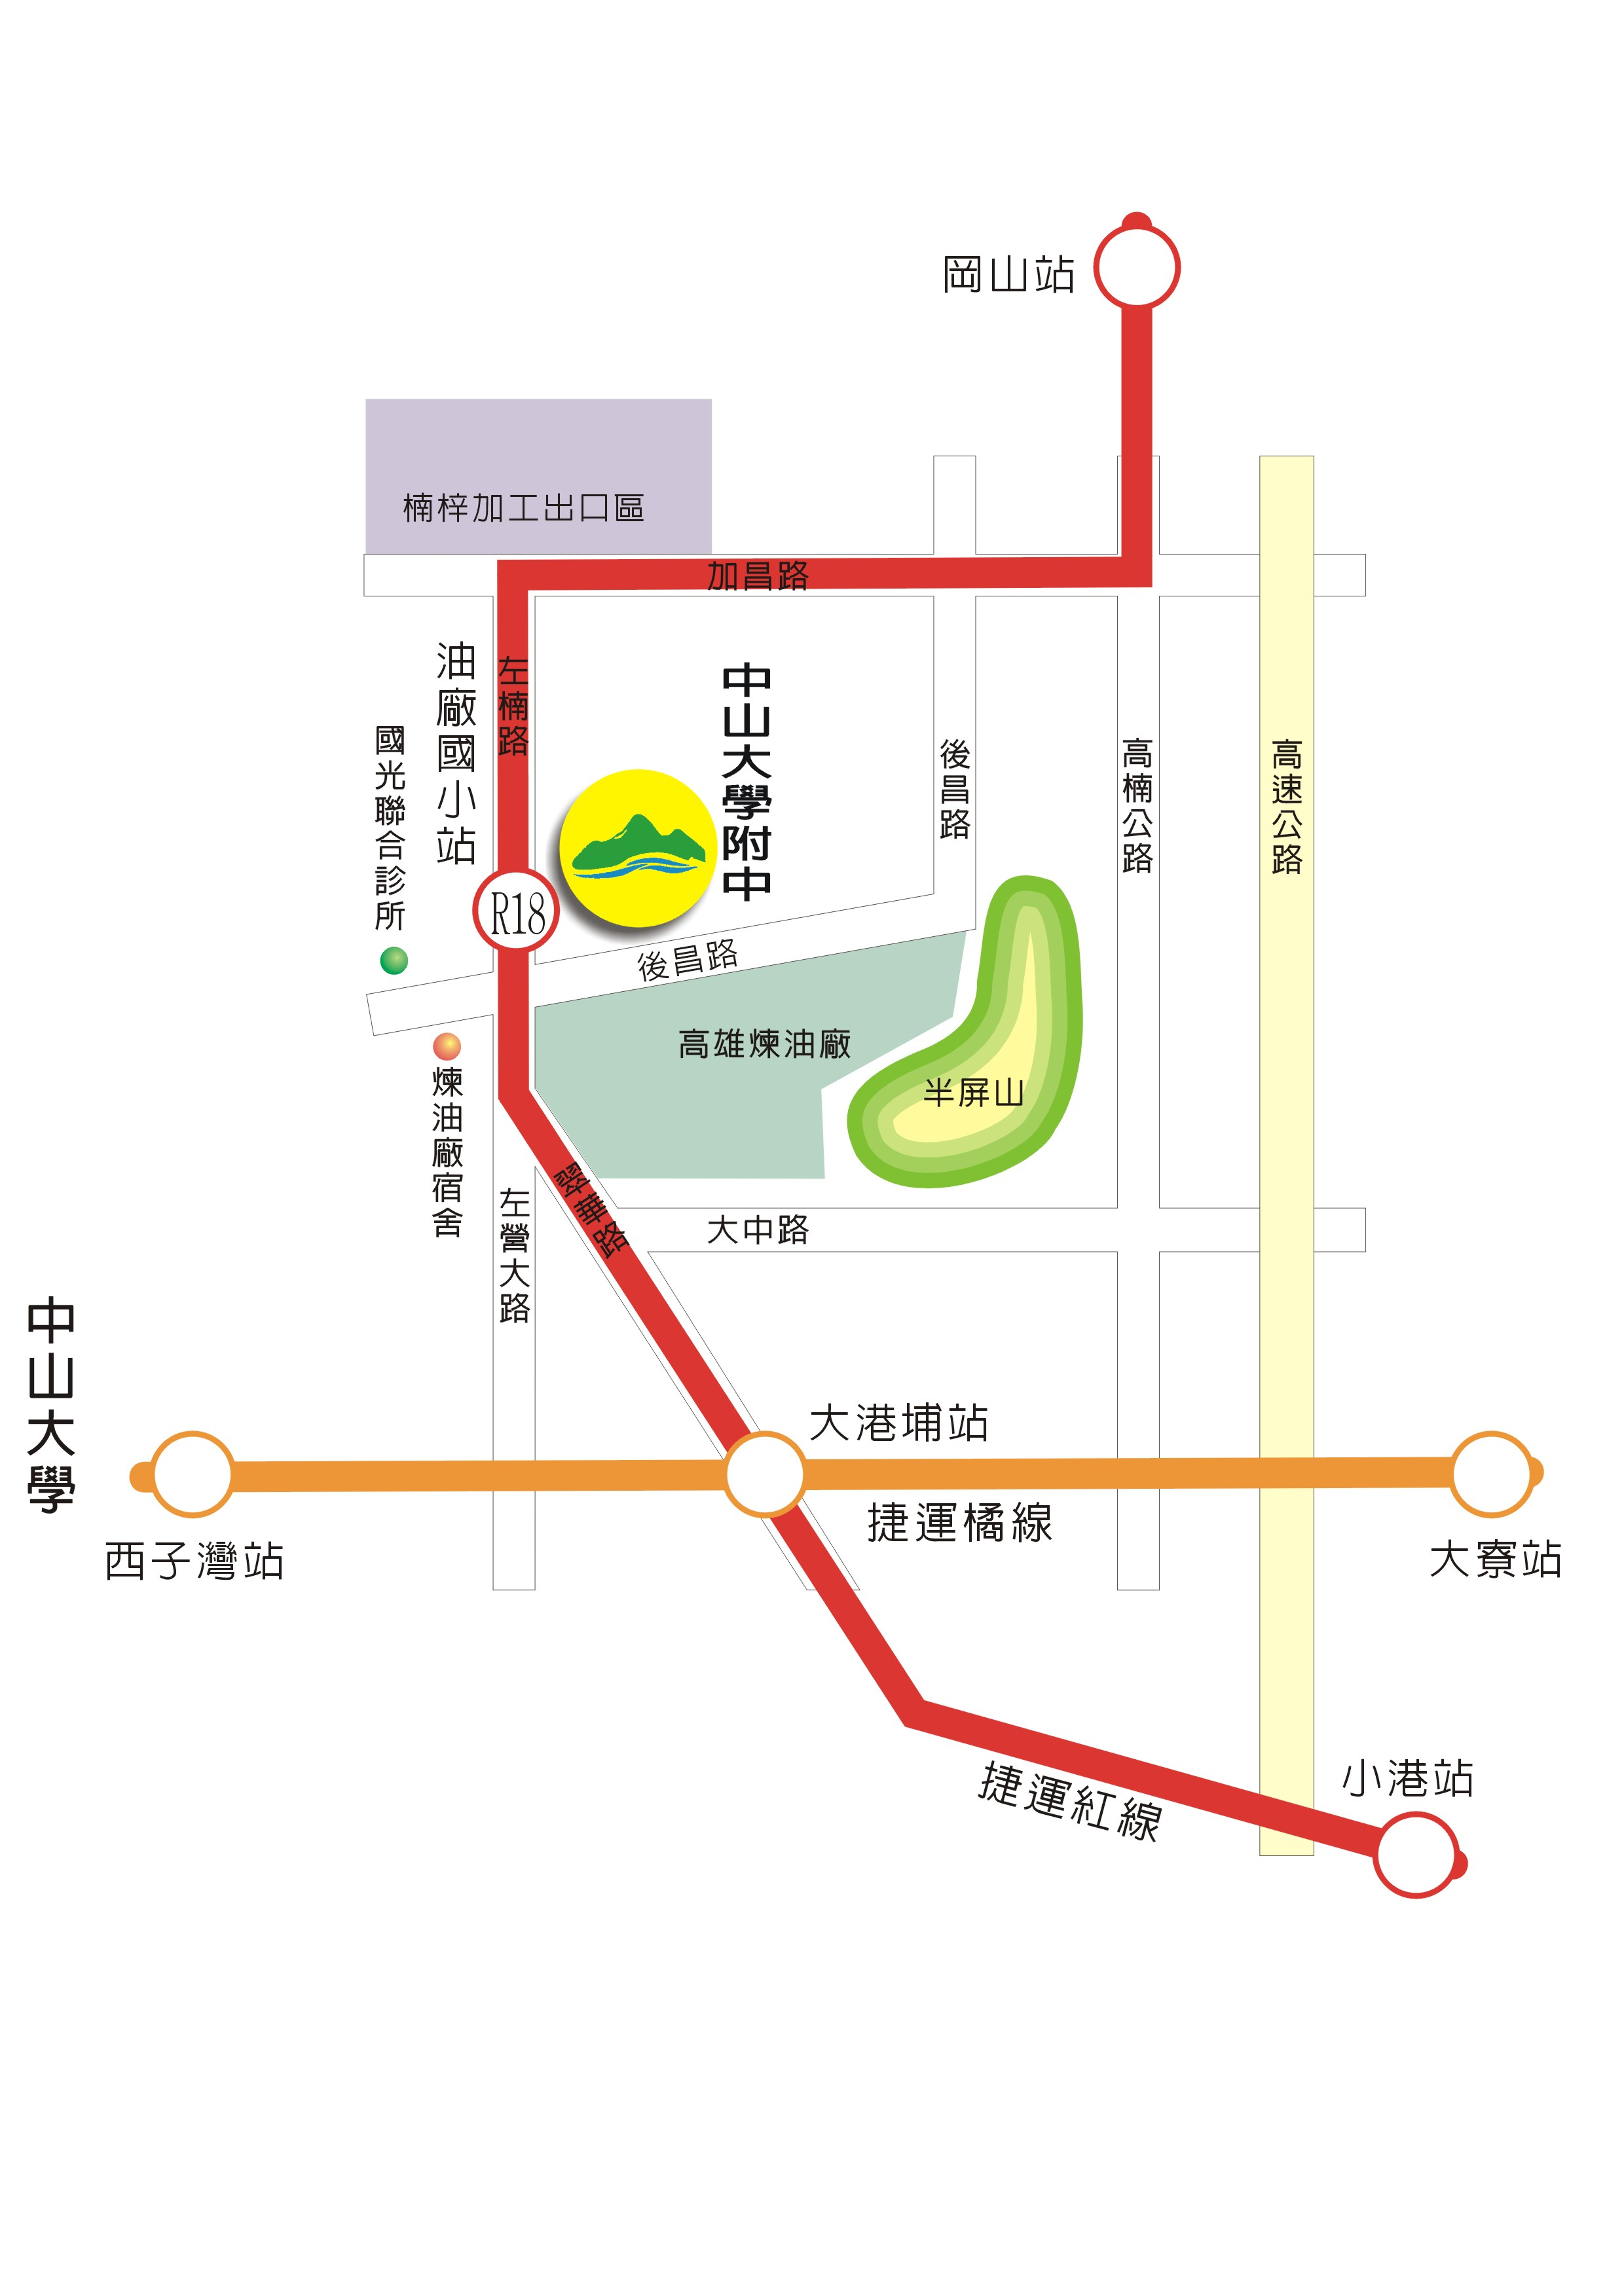 岡山站
楠梓加工出口區
加昌路
油廠國小站
左楠路
中山大學附中
國光聯合診所
後昌路
高楠公路
高速公路
R18
後昌路
高雄煉油廠
半屏山
煉油廠宿舍
翠華路
左營大路
大中路
中山大學
大港埔站
捷運橘線
西子灣站
大寮站
小港站
捷運紅線